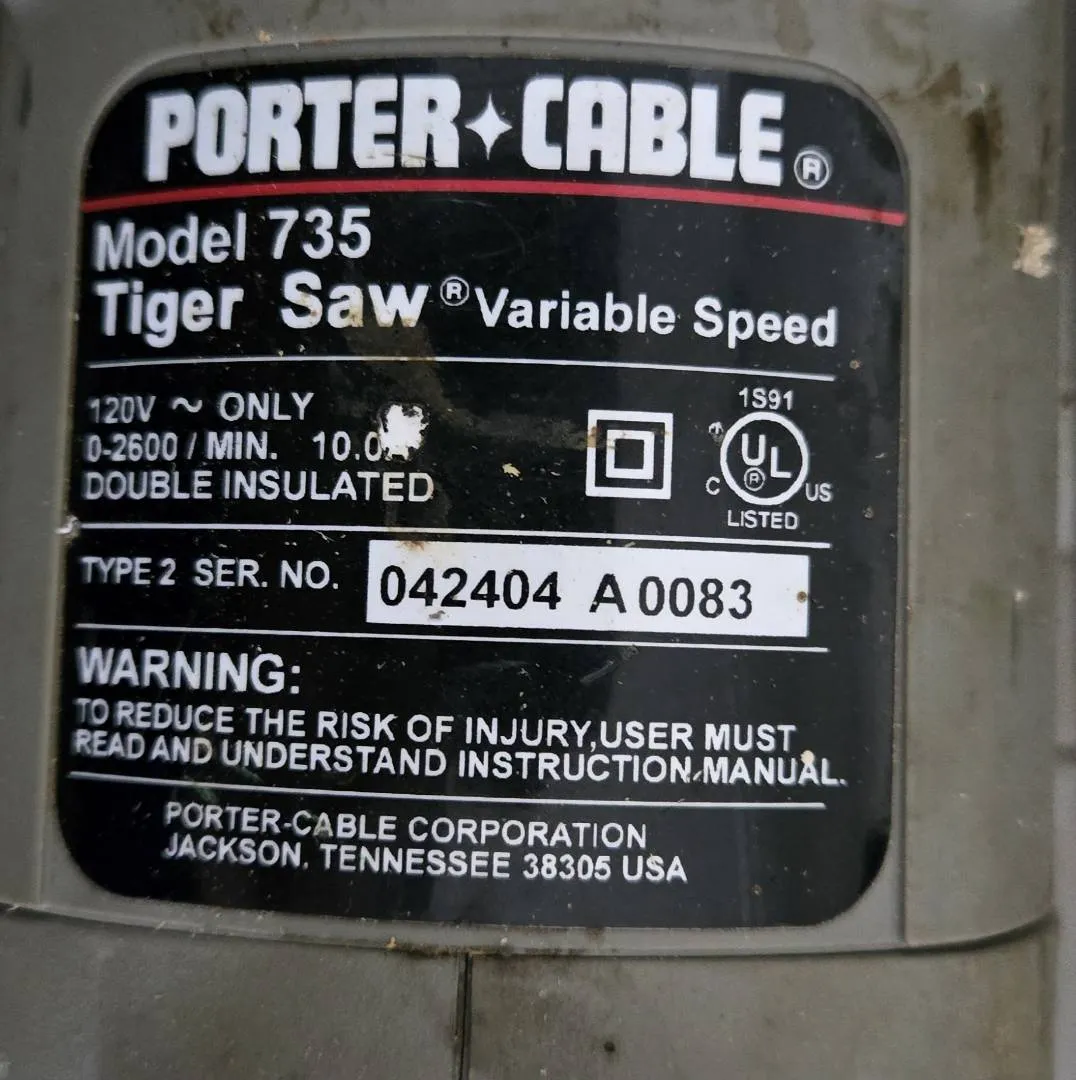 PORTER✦CABLE®
Model 735
Tiger Saw® Variable Speed
120V ~ ONLY
0-2600 / MIN. 10.0A
DOUBLE INSULATED
1S91
UL®
C US
LISTED
TYPE 2 SER. NO. 042404 A 0083
WARNING:
TO REDUCE THE RISK OF INJURY,USER MUST
READ AND UNDERSTAND INSTRUCTION MANUAL.
PORTER-CABLE CORPORATION
JACKSON, TENNESSEE 38305 USA